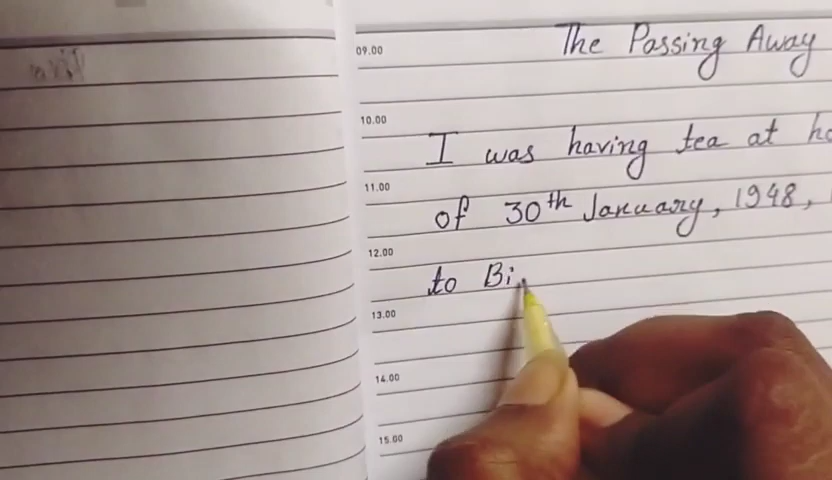 09.00 The Passing Away
10.00
I was having tea at
11.00
of 30th January, 1948,
12.00
to Bi
13.00
14.00
15.00